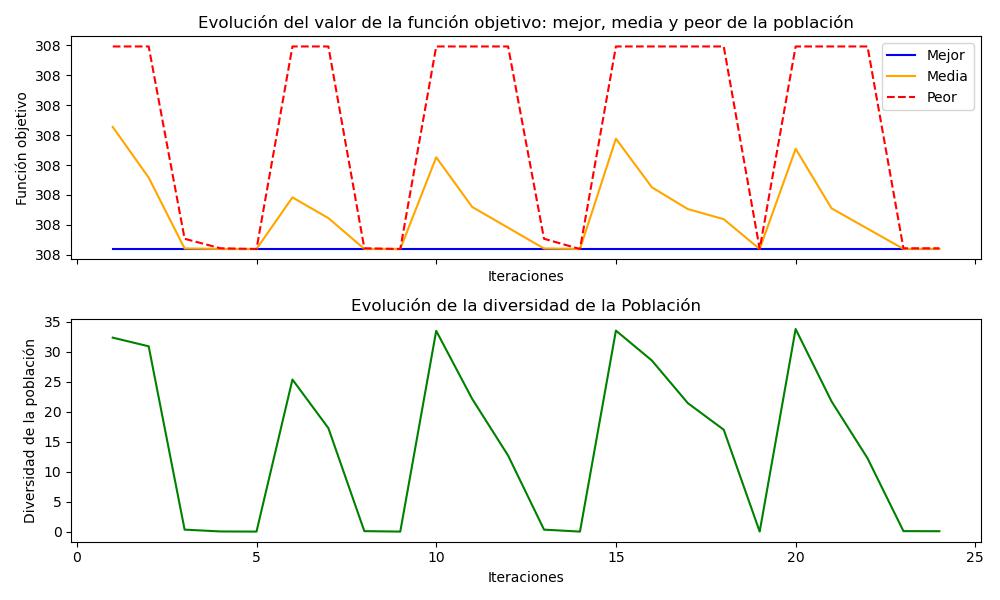 Evolución del valor de la función objetivo: mejor, media y peor de la población
308
308
308
308
308
308
308
308
Función objetivo
Mejor
Media
Peor
Iteraciones
Evolución de la diversidad de la Población
35
30
25
20
15
10
5
0
Diversidad de la población
0 5 10 15 20 25
Iteraciones